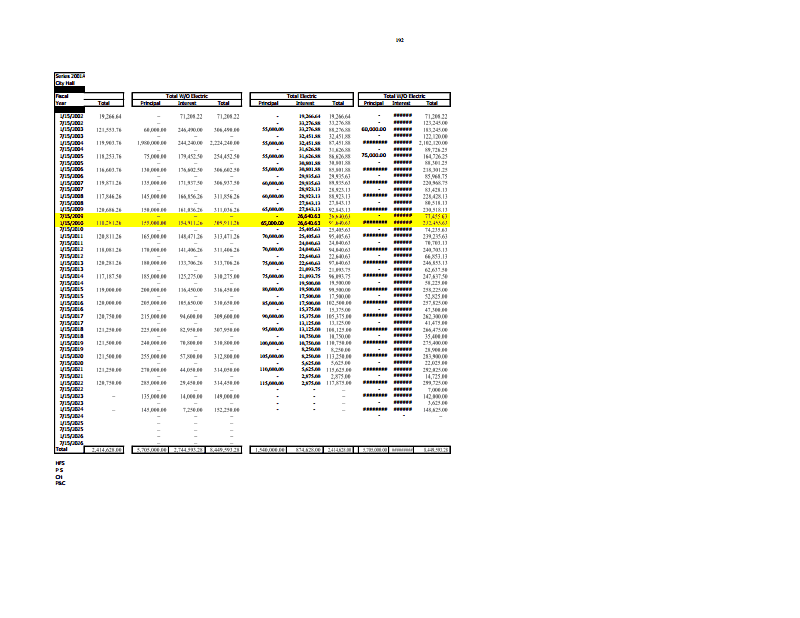 192
Series 2001A
City Hall
Fiscal Total W/O Electric Total Electric Total W/O Electric
Year Total Principal Interest Total Principal Interest Total Principal Interest Total
1/15/2002 19,266.64 – 71,208.22 71,208.22 - 19,266.64 19,266.64 - ###### 71,208.22
7/15/2002 – - 33,276.88 33,276.88 - ###### 123,245.00
1/15/2003 121,553.76 60,000.00 246,490.00 306,490.00 55,000.00 33,276.88 88,276.88 60,000.00 ###### 183,245.00
7/15/2003 – - 32,451.88 32,451.88 - ###### 122,120.00
1/15/2004 119,903.76 1,980,000.00 244,240.00 2,224,240.00 55,000.00 32,451.88 87,451.88 ######## ###### 2,102,120.00
7/15/2004 – - 31,626.88 31,626.88 - ###### 89,726.25
1/15/2005 118,253.76 75,000.00 179,452.50 254,452.50 55,000.00 31,626.88 86,626.88 75,000.00 ###### 164,726.25
7/15/2005 – - 30,801.88 30,801.88 - ###### 88,301.25
1/15/2006 116,603.76 130,000.00 176,602.50 306,602.50 55,000.00 30,801.88 85,801.88 ######## ###### 218,301.25
7/15/2006 – - 29,935.63 29,935.63 - ###### 85,968.75
1/15/2007 119,871.26 135,000.00 171,937.50 306,937.50 60,000.00 29,935.63 89,935.63 ######## ###### 220,968.75
7/15/2007 – - 28,923.13 28,923.13 - ###### 83,428.13
1/15/2008 117,846.26 145,000.00 166,856.26 311,856.26 60,000.00 28,923.13 88,923.13 ######## ###### 228,428.13
7/15/2008 – - 27,843.13 27,843.13 - ###### 80,518.13
1/15/2009 120,686.26 150,000.00 161,036.26 311,036.26 65,000.00 27,843.13 92,843.13 ######## ###### 230,518.13
7/15/2009 – - 26,640.63 26,640.63 - ###### 77,455.63
1/15/2010 118,281.26 155,000.00 154,911.26 309,911.26 65,000.00 26,640.63 91,640.63 ######## ###### 232,455.63
7/15/2010 – - 25,405.63 25,405.63 - ###### 74,235.63
1/15/2011 120,811.26 165,000.00 148,471.26 313,471.26 70,000.00 25,405.63 95,405.63 ######## ###### 239,235.63
7/15/2011 – - 24,040.63 24,040.63 - ###### 70,703.13
1/15/2012 118,081.26 170,000.00 141,406.26 311,406.26 70,000.00 24,040.63 94,040.63 ######## ###### 240,703.13
7/15/2012 – - 22,640.63 22,640.63 - ###### 66,853.13
1/15/2013 120,281.26 180,000.00 133,706.26 313,706.26 75,000.00 22,640.63 97,640.63 ######## ###### 246,853.13
7/15/2013 – - 21,093.75 21,093.75 - ###### 62,637.50
1/15/2014 117,187.50 185,000.00 125,275.00 310,275.00 75,000.00 21,093.75 96,093.75 ######## ###### 247,637.50
7/15/2014 – - 19,500.00 19,500.00 - ###### 58,225.00
1/15/2015 119,000.00 200,000.00 116,450.00 316,450.00 80,000.00 19,500.00 99,500.00 ######## ###### 258,225.00
7/15/2015 – - 17,500.00 17,500.00 - ###### 52,825.00
1/15/2016 120,000.00 205,000.00 105,650.00 310,650.00 85,000.00 17,500.00 102,500.00 ######## ###### 257,825.00
7/15/2016 – - 15,375.00 15,375.00 - ###### 47,300.00
1/15/2017 120,750.00 215,000.00 94,600.00 309,600.00 90,000.00 15,375.00 105,375.00 ######## ###### 262,300.00
7/15/2017 – - 13,125.00 13,125.00 - ###### 41,475.00
1/15/2018 121,250.00 225,000.00 82,950.00 307,950.00 95,000.00 13,125.00 108,125.00 ######## ###### 266,475.00
7/15/2018 – - 10,750.00 10,750.00 - ###### 35,400.00
1/15/2019 121,500.00 240,000.00 70,800.00 310,800.00 100,000.00 10,750.00 110,750.00 ######## ###### 275,400.00
7/15/2019 – - 8,250.00 8,250.00 - ###### 28,900.00
1/15/2020 121,500.00 255,000.00 57,800.00 312,800.00 105,000.00 8,250.00 113,250.00 ######## ###### 283,900.00
7/15/2020 – - 5,625.00 5,625.00 - ###### 22,025.00
1/15/2021 121,250.00 270,000.00 44,050.00 314,050.00 110,000.00 5,625.00 115,625.00 ######## ###### 292,025.00
7/15/2021 – - 2,875.00 2,875.00 - ###### 14,725.00
1/15/2022 120,750.00 285,000.00 29,450.00 314,450.00 115,000.00 2,875.00 117,875.00 ######## ###### 299,725.00
7/15/2022 – - - – - ###### 7,000.00
1/15/2023 – 135,000.00 14,000.00 149,000.00 - - – ######## ###### 142,000.00
7/15/2023 – - - – - ###### 3,625.00
1/15/2024 – 145,000.00 7,250.00 152,250.00 - - – ######## ###### 148,625.00
7/15/2024 – – - - – - - –
1/15/2025 – –
7/15/2025 – –
1/15/2026 – –
7/15/2026 – –
Total 2,414,628.00 5,705,000.00 2,744,593.28 8,449,593.28 1,540,000.00 874,628.00 2,414,628.00 5,705,000.00 ######## 8,449,593.28
HFS
P S
CH
P&C